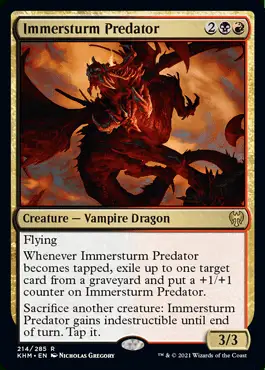 Immersturm Predator 2
Creature — Vampire Dragon
Flying
Whenever Immersturm Predator
becomes tapped, exile up to one target
card from a graveyard and put a +1/+1
counter on Immersturm Predator.
Sacrifice another creature: Immersturm
Predator gains indestructible until
end of turn. Tap it.
3/3
214/285 R
KHM • EN NICHOLAS GREGORY
™ & © 2021 Wizards of the Coast